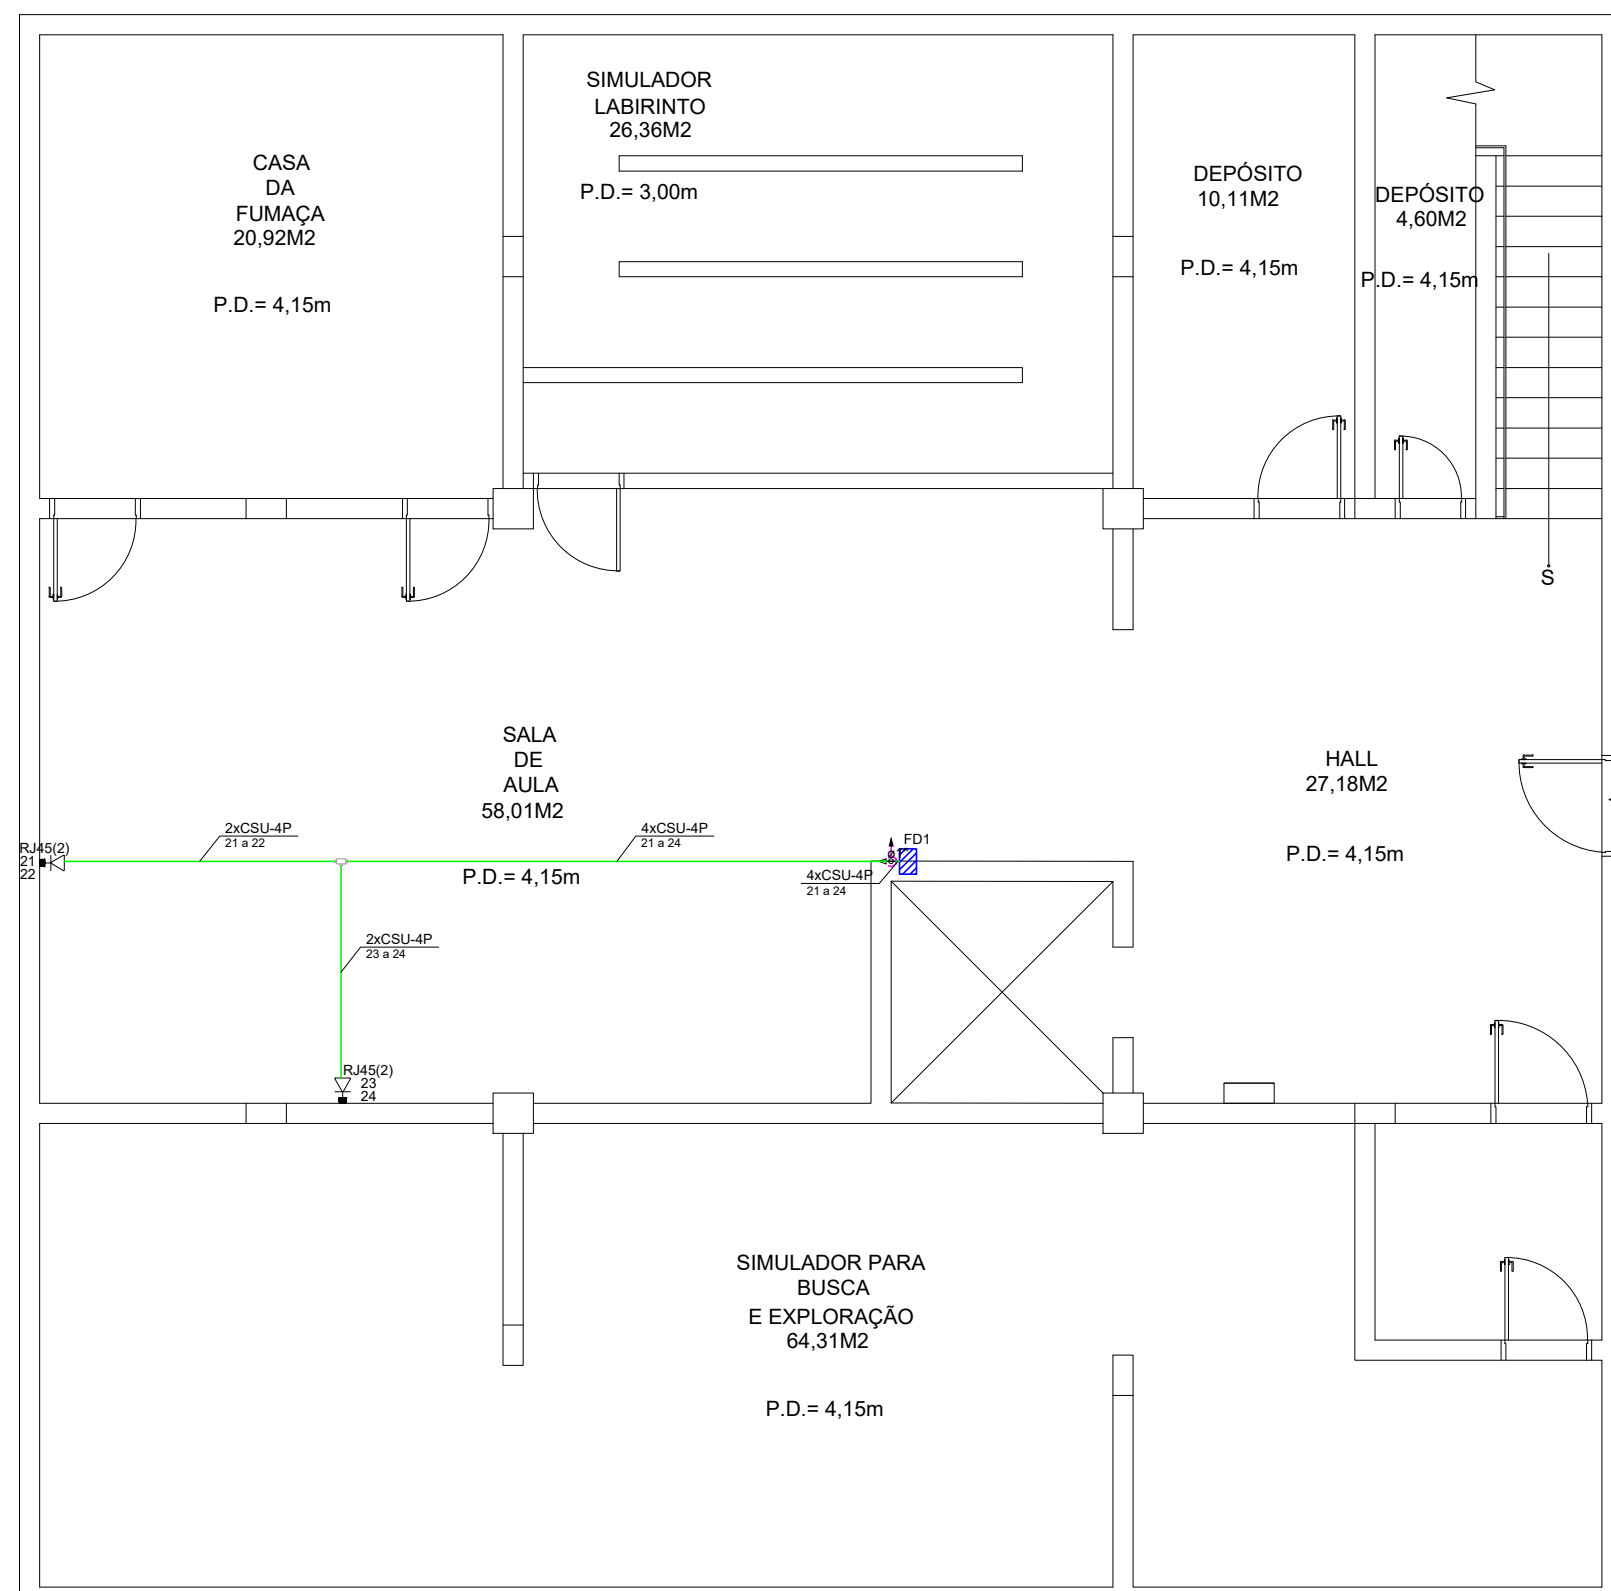 SIMULADOR
LABIRINTO
26,36M2
P.D.= 3,00m
CASA
DA
FUMAÇA
20,92M2
P.D.= 4,15m
DEPÓSITO
10,11M2
P.D.= 4,15m
DEPÓSITO
4,60M2
P.D.= 4,15m
S
SALA
DE
AULA
58,01M2
P.D.= 4,15m
HALL
27,18M2
P.D.= 4,15m
RJ45(2)
21
22
2xCSU-4P
21 a 22
4xCSU-4P
21 a 24
FD1
4xCSU-4P
21 a 24
2xCSU-4P
23 a 24
RJ45(2)
23
24
SIMULADOR PARA
BUSCA
E EXPLORAÇÃO
64,31M2
P.D.= 4,15m